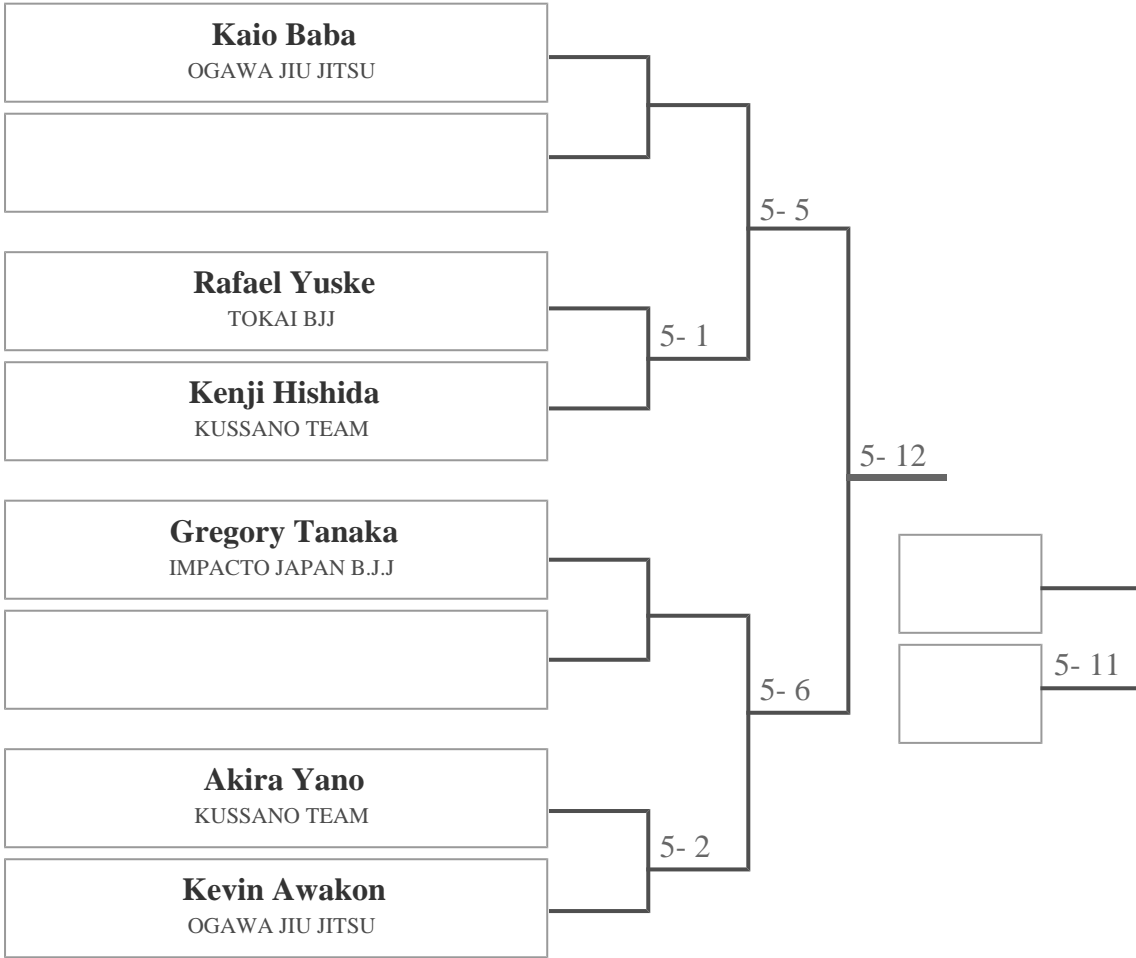 Kaio Baba
OGAWA JIU JITSU
5- 5
Rafael Yuske
TOKAI BJJ
5- 1
Kenji Hishida
KUSSANO TEAM
5- 12
Gregory Tanaka
IMPACTO JAPAN B.J.J
5- 11
5- 6
Akira Yano
KUSSANO TEAM
5- 2
Kevin Awakon
OGAWA JIU JITSU